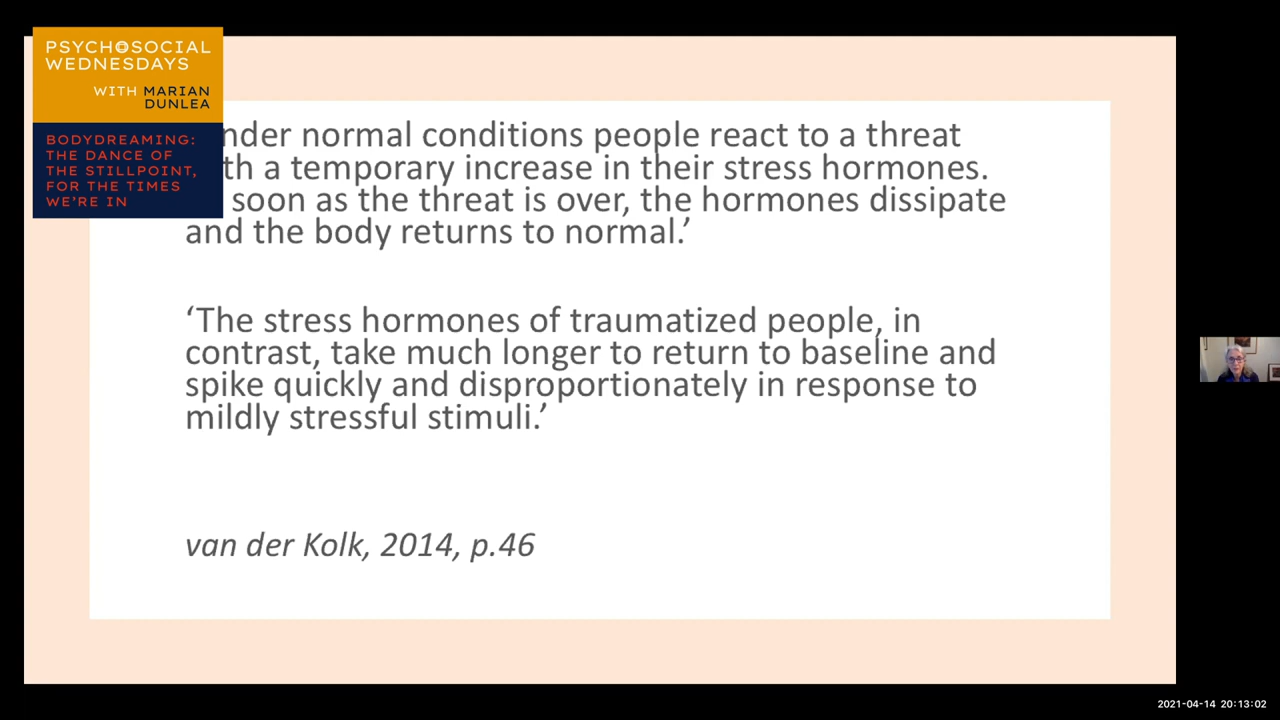 PSYCHOSOCIAL
WEDNESDAYS
WITH MARIAN
DUNLEA
BODYDREAMING:
THE DANCE OF
THE STILLPOINT,
FOR THE TIMES
WE'RE IN
nder normal conditions people react to a threat
th a temporary increase in their stress hormones.
soon as the threat is over, the hormones dissipate
and the body returns to normal.’
‘The stress hormones of traumatized people, in
contrast, take much longer to return to baseline and
spike quickly and disproportionately in response to
mildly stressful stimuli.’
van der Kolk, 2014, p.46
2021-04-14 20:13:02